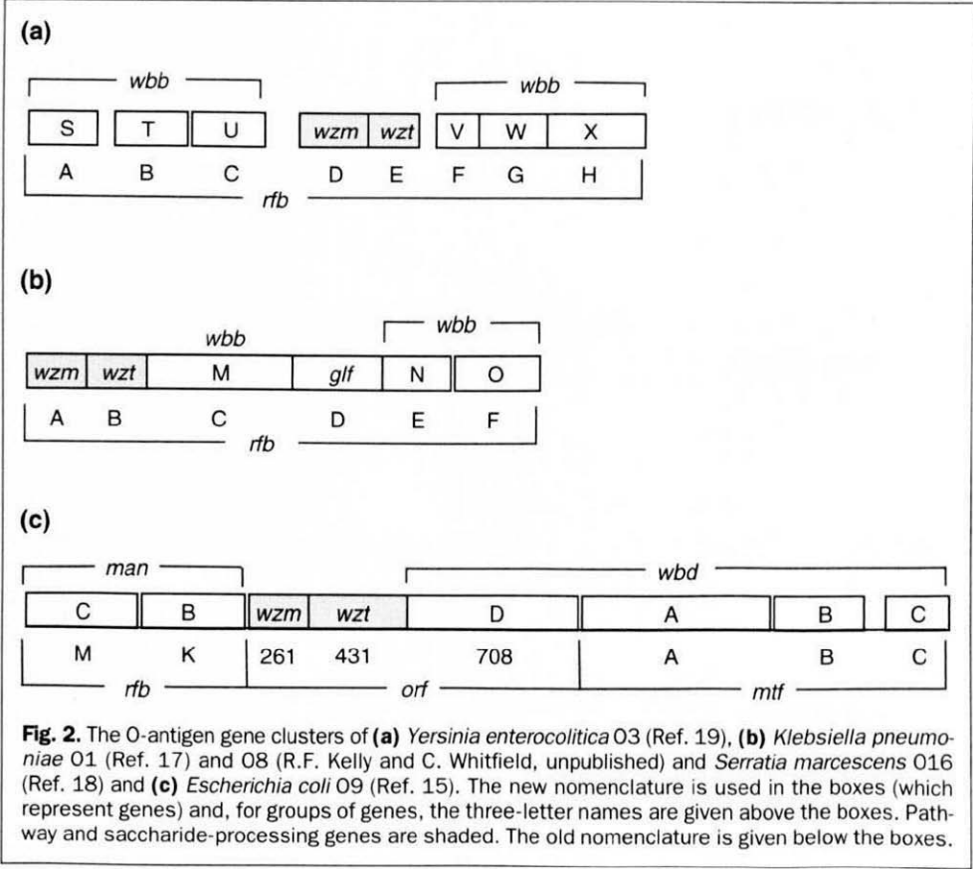 (a)
wbb wbb
S T U wzm wzt V W X
A B C D E F G H
rfb
(b)
wbb
wbb
wzm wzt M glf N O
A B C D E F
rfb
(c)
man wbd
C B wzm wzt D A B C
M K 261 431 708 A B C
rfb orf mtf
Fig. 2. The O-antigen gene clusters of (a) Yersinia enterocolitica O3 (Ref. 19), (b) Klebsiella pneumo-
niae O1 (Ref. 17) and O8 (R.F. Kelly and C. Whitfield, unpublished) and Serratia marcescens O16
(Ref. 18) and (c) Escherichia coli O9 (Ref. 15). The new nomenclature is used in the boxes (which
represent genes) and, for groups of genes, the three-letter names are given above the boxes. Path-
way and saccharide-processing genes are shaded. The old nomenclature is given below the boxes.